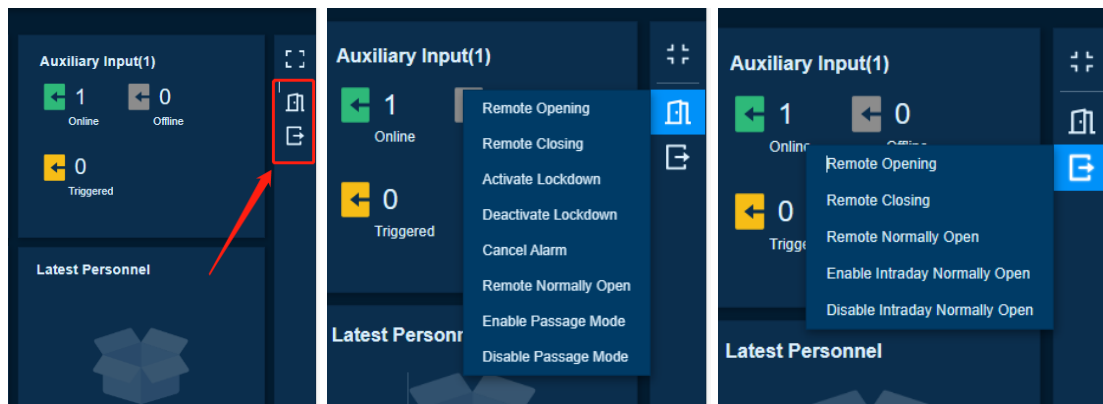 Auxiliary Input(1)
1
Online
0
Offline
0
Triggered
Latest Personnel
Auxiliary Input(1)
1
Online
0
Triggered
Latest Personn
Remote Opening
Remote Closing
Activate Lockdown
Deactivate Lockdown
Cancel Alarm
Remote Normally Open
Enable Passage Mode
Disable Passage Mode
Auxiliary Input(1)
1
Online
0
Offline
0
Trigge
Remote Opening
Remote Closing
Remote Normally Open
Enable Intraday Normally Open
Disable Intraday Normally Open
Latest Personnel